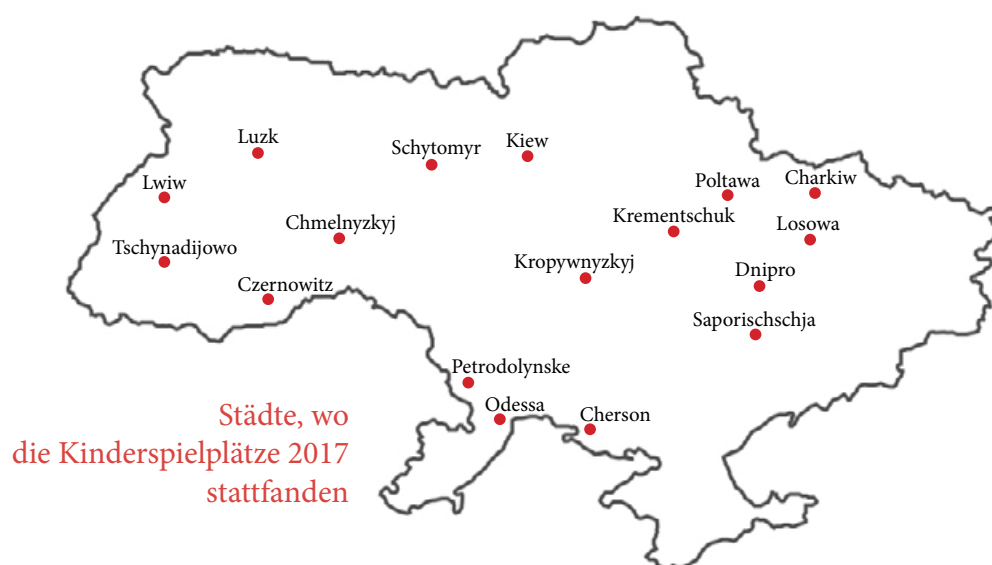 Luzk
Schytomyr
Kiew
Lwiw
Poltawa
Charkiw
Chmelnyzkyj
Krementschuk
Losowa
Tschynadijowo
Kropywnyzkyj
Dnipro
Czernowitz
Saporischschja
Petrodolynske
Odessa
Cherson
Städte, wo
die Kinderspielplätze 2017
stattfanden